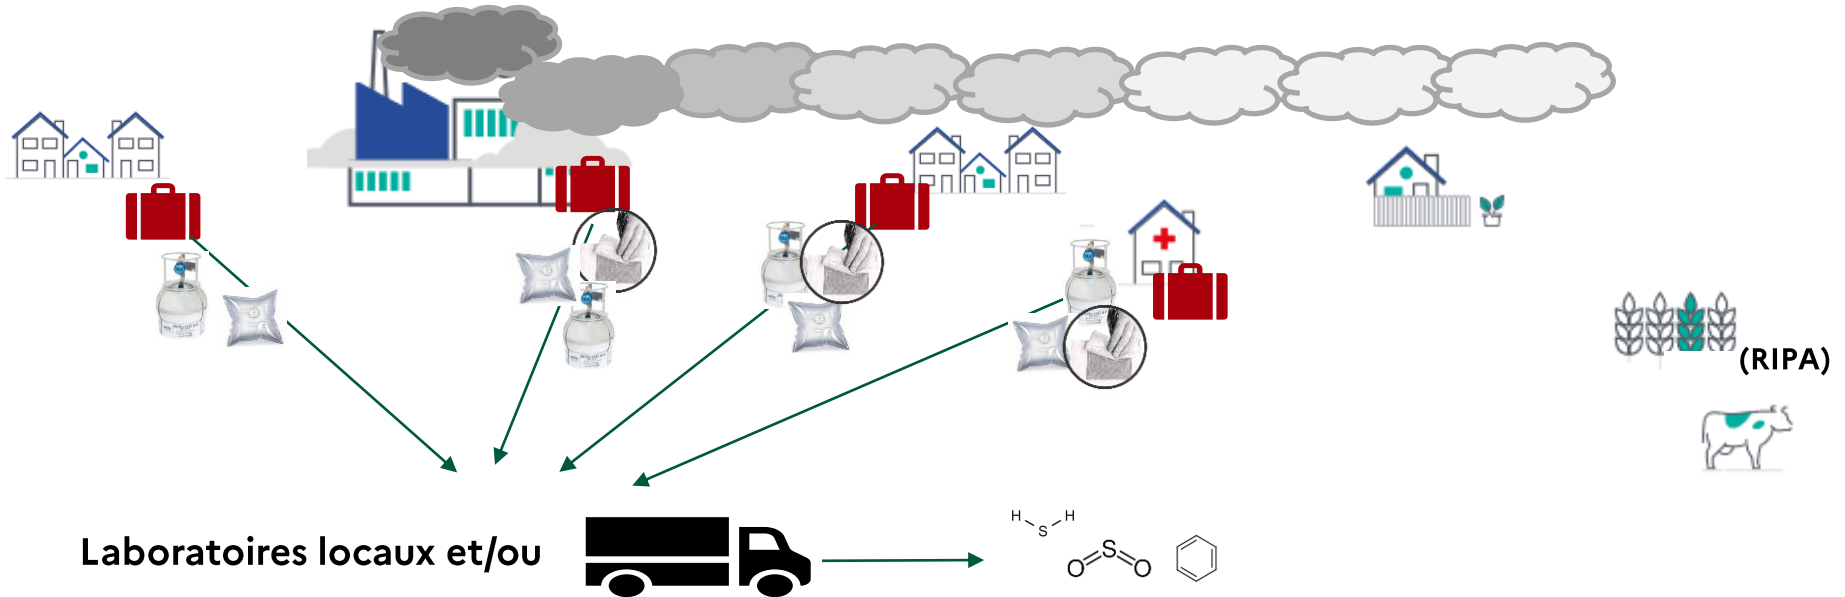 (RIPA)
Laboratoires locaux et/ou
H S H
O S O